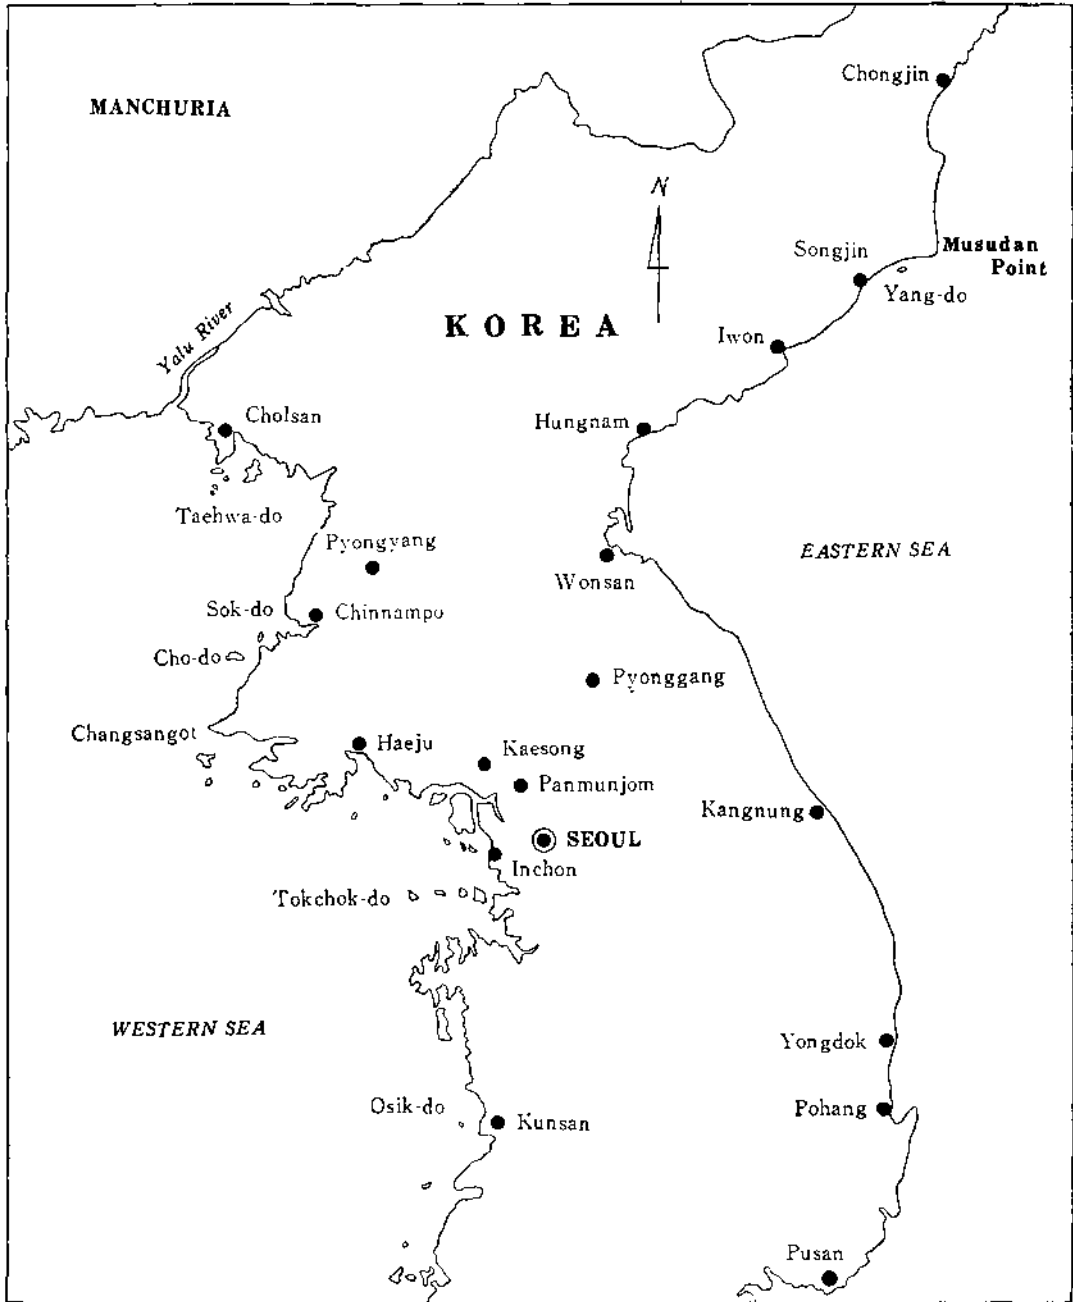 Chongjin
MANCHURIA
N
Songjin
Musudan
Point
Yang-do
Yalu River
KOREA
Iwon
Cholsan
Hungnam
Taehwa-do
Pyongyang
EASTERN SEA
Wonsan
Sok-do
Chinnampo
Cho-do
Pyonggang
Changsangot
Haeju
Kaesong
Panmunjom
Kangnung
SEOUL
Inchon
Tokchok-do
WESTERN SEA
Yongdok
Osik-do
Pohang
Kunsan
Pusan